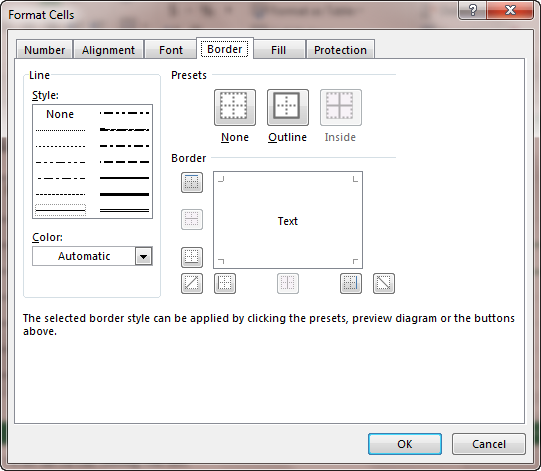 Format Cells
Number Alignment Font Border Fill Protection
Line
Style:
None
Color:
Automatic
Presets
None Outline Inside
Border
Text
The selected border style can be applied by clicking the presets, preview diagram or the buttons
above.
OK Cancel